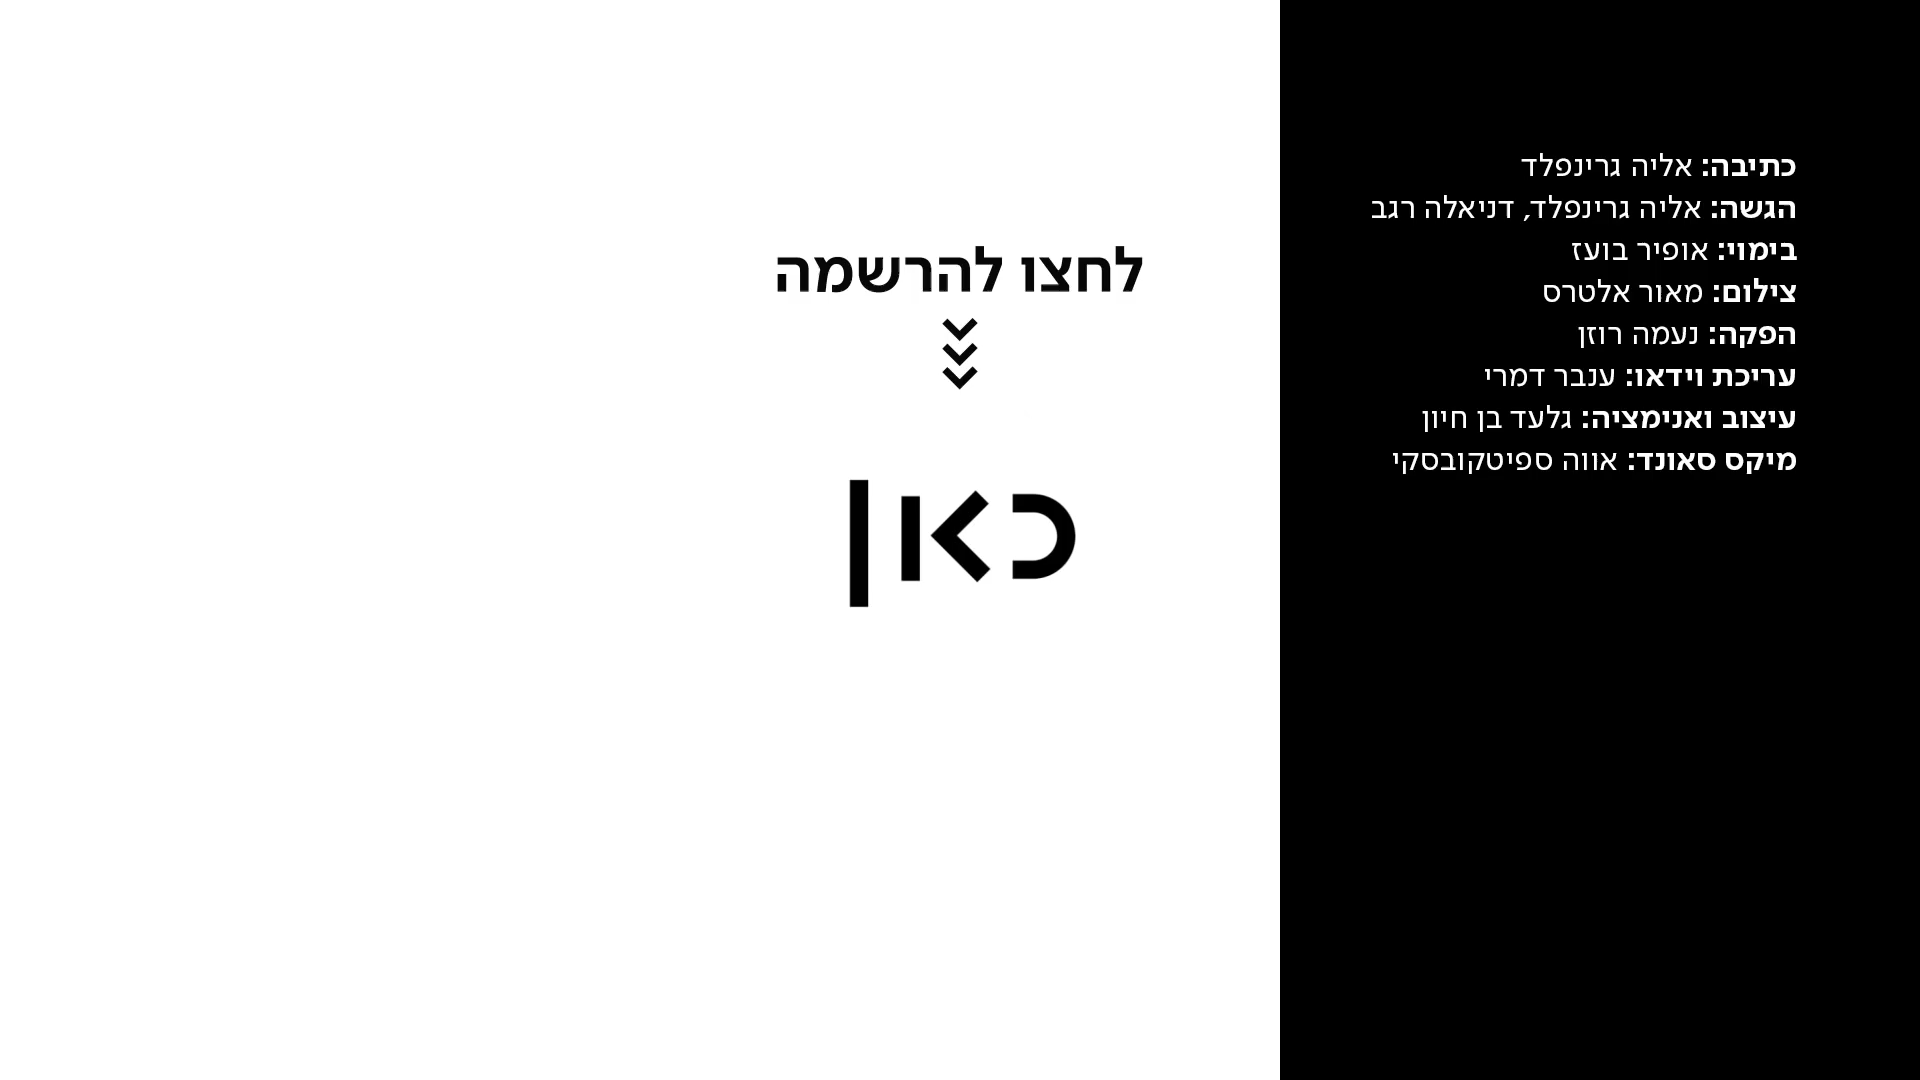 כתיבה: אליה גרינפלד
הגשה: אליה גרינפלד, דניאלה רגב
בימוי: אופיר בועז
צילום: מאור אלטרס
הפקה: נעמה רוזן
עריכת וידאו: ענבר דמרי
עיצוב ואנימציה: גלעד בן חיון
מיקס סאונד: אווה ספיטקובסקי
לחצו להרשמה
כאן